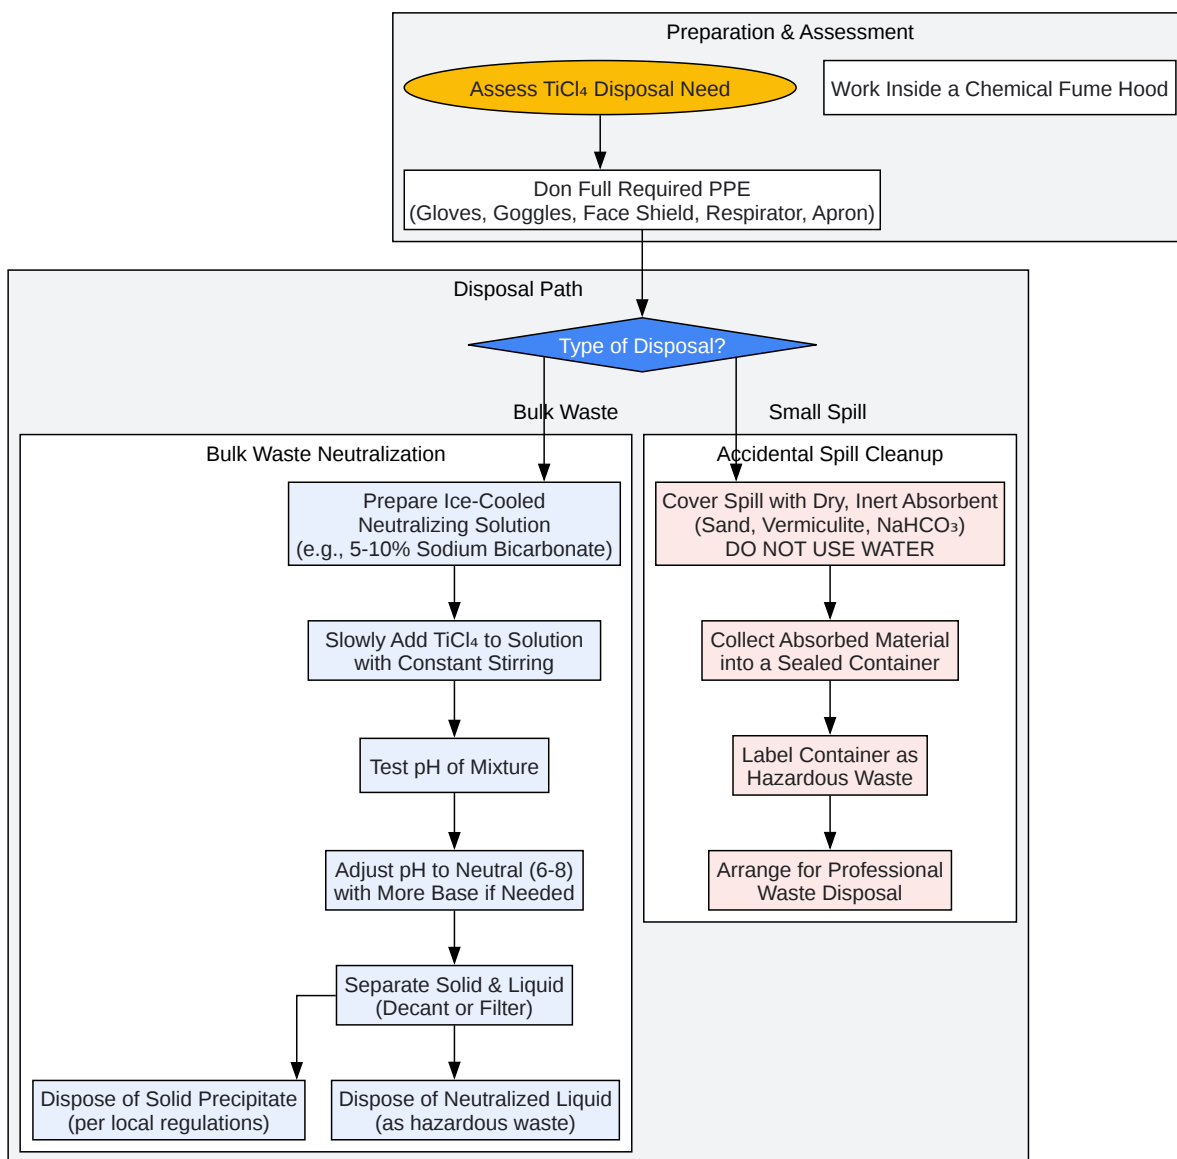 Preparation & Assessment
Assess TiCl₄ Disposal Need
Work Inside a Chemical Fume Hood
Don Full Required PPE
(Gloves, Goggles, Face Shield, Respirator, Apron)
Disposal Path
Type of Disposal?
Bulk Waste
Small Spill
Bulk Waste Neutralization
Prepare Ice-Cooled
Neutralizing Solution
(e.g., 5-10% Sodium Bicarbonate)
Slowly Add TiCl₄ to Solution
with Constant Stirring
Test pH of Mixture
Adjust pH to Neutral (6-8)
with More Base if Needed
Separate Solid & Liquid
(Decant or Filter)
Dispose of Solid Precipitate
(per local regulations)
Dispose of Neutralized Liquid
(as hazardous waste)
Accidental Spill Cleanup
Cover Spill with Dry, Inert Absorbent
(Sand, Vermiculite, NaHCO₃)
DO NOT USE WATER
Collect Absorbed Material
into a Sealed Container
Label Container as
Hazardous Waste
Arrange for Professional
Waste Disposal